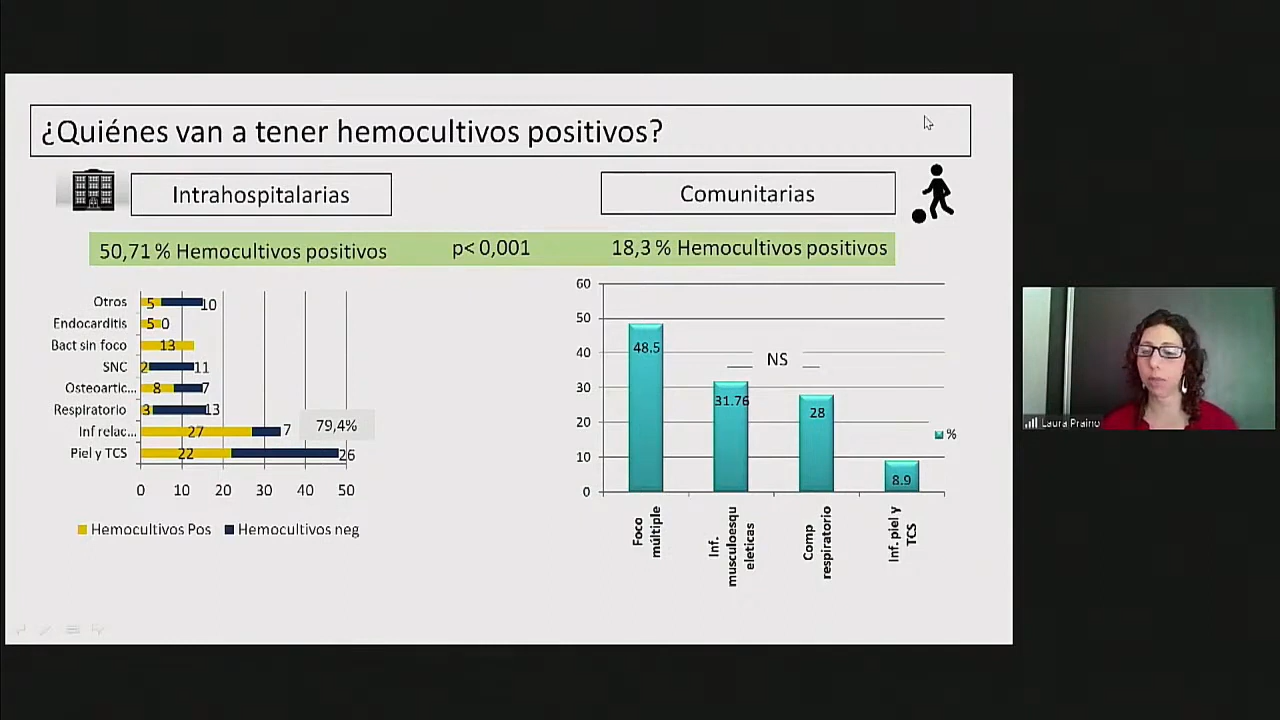 ¿Quiénes van a tener hemocultivos positivos?
Intrahospitalarias
Comunitarias
50,71 % Hemocultivos positivos
p< 0,001
18,3 % Hemocultivos positivos
Otros 5 10
Endocarditis 5 0
Bact sin foco 13
SNC 2 11
Osteoartic... 8 7
Respiratorio 3 13
Inf relac... 27 7
79,4%
Piel y TCS 22 26
0 10 20 30 40 50
Hemocultivos Pos Hemocultivos neg
60
50
40
30
20
10
0
48.5
31.76
NS
28
8.9
%
Foco
múltiple
Inf.
musculoesqu
eleticas
Comp
respiratorio
Inf. piel y
TCS
Laura Praino